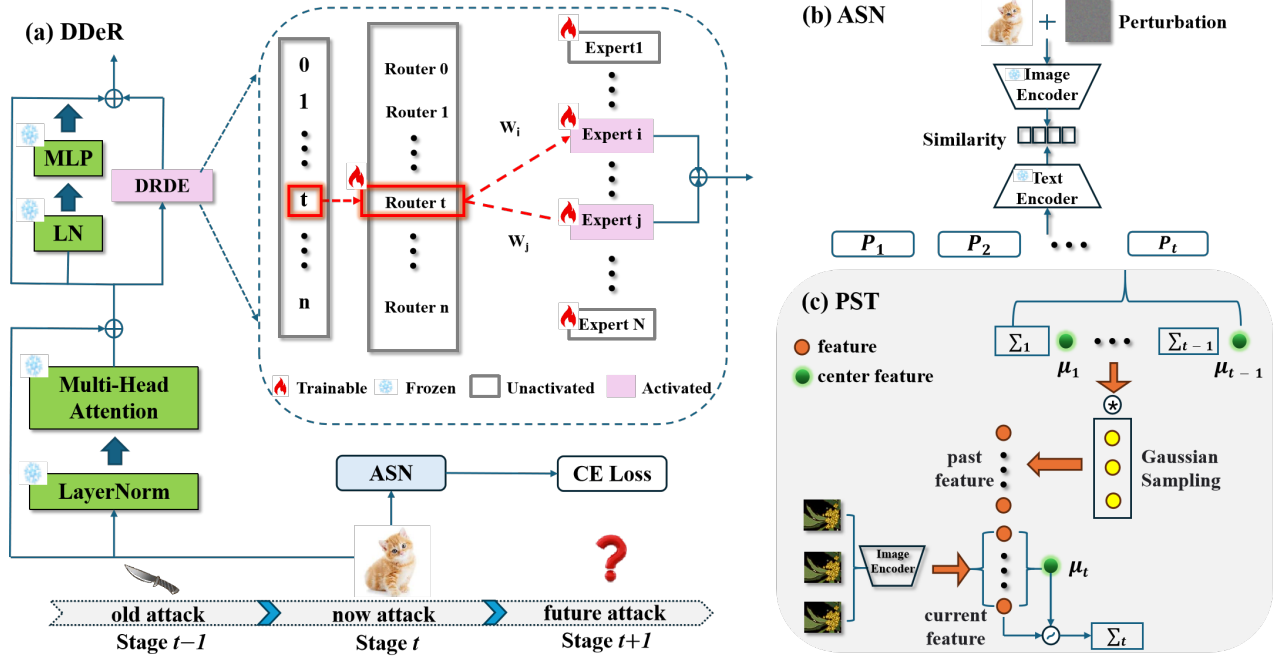 (a) DDeR
MLP
LN
DRDE
Multi-Head
Attention
LayerNorm
0
1
t
n
Router 0
Router 1
Router t
Router n
Wi
Wj
Expert1
Expert i
Expert j
Expert N
Trainable
Frozen
Unactivated
Activated
ASN
CE Loss
old attack
now attack
future attack
Stage t−1
Stage t
Stage t+1
(b) ASN
+
Perturbation
Image
Encoder
Similarity
Text
Encoder
P1
P2
Pt
(c) PST
feature
center feature
∑1
μ1
∑t−1
μt−1
*
Gaussian
Sampling
past
feature
Image
Encoder
current
feature
μt
∑t